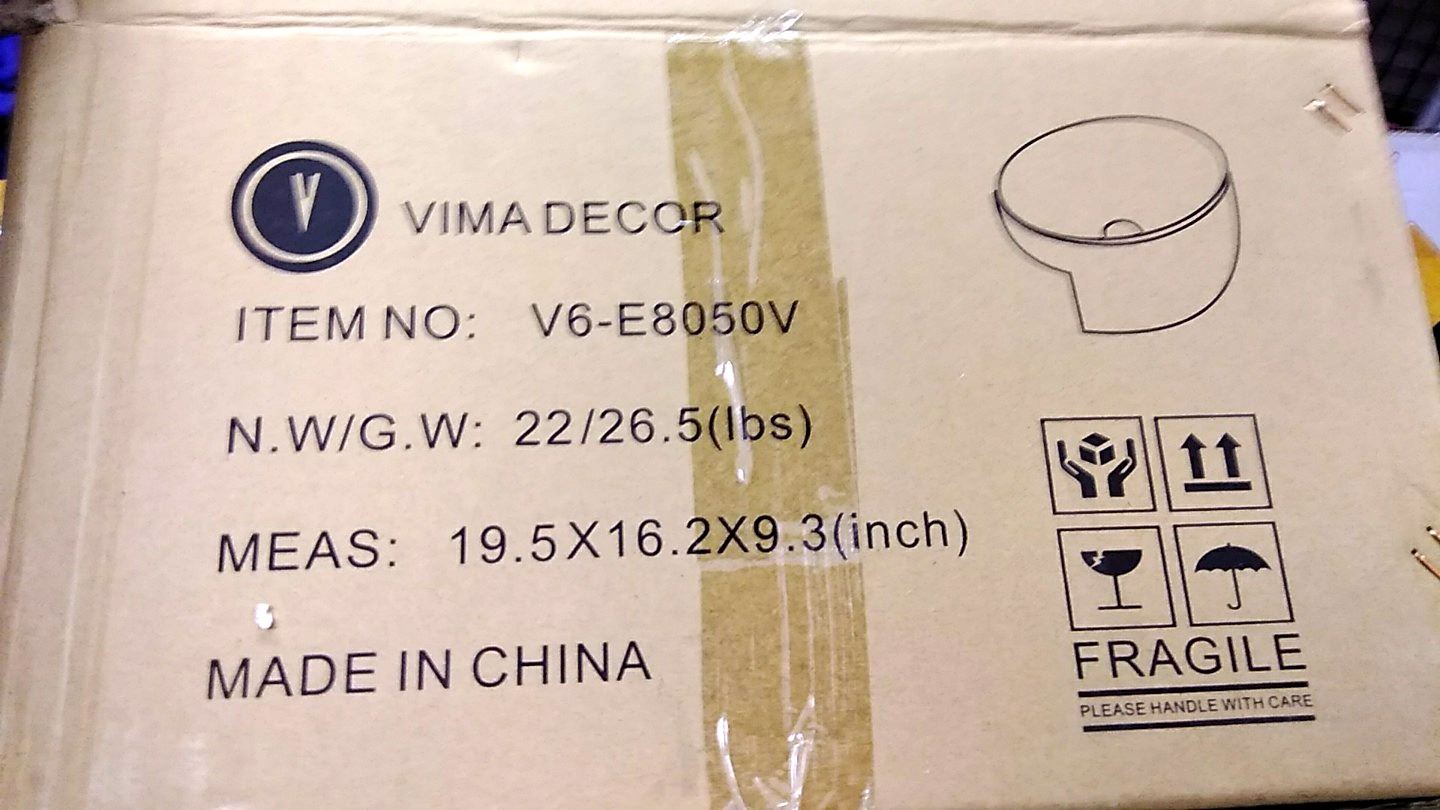 V VIMA DECOR
ITEM NO: V6-E8050V
N.W/G.W: 22/26.5(lbs)
MEAS: 19.5X16.2X9.3(inch)
MADE IN CHINA
FRAGILE
PLEASE HANDLE WITH CARE